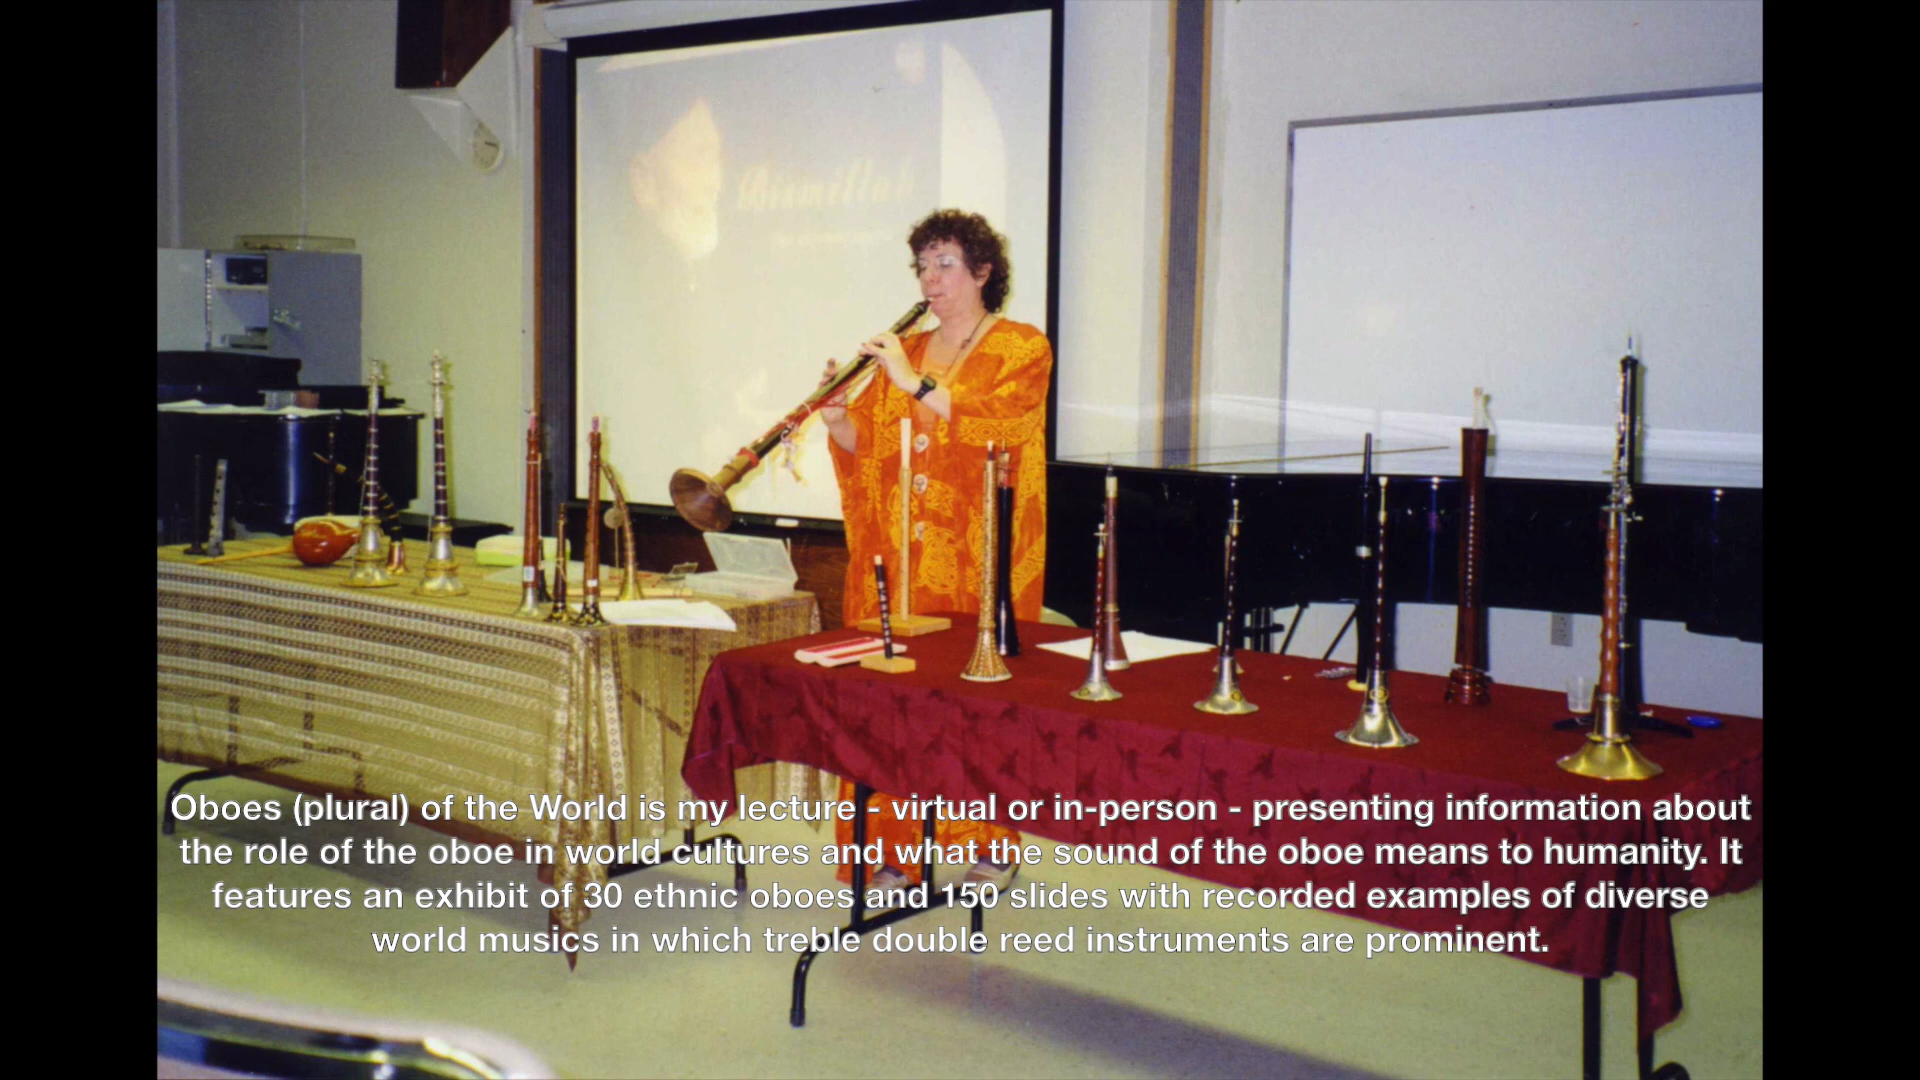 Bismillah
Oboes (plural) of the World is my lecture - virtual or in-person - presenting information about
the role of the oboe in world cultures and what the sound of the oboe means to humanity. It
features an exhibit of 30 ethnic oboes and 150 slides with recorded examples of diverse
world musics in which treble double reed instruments are prominent.